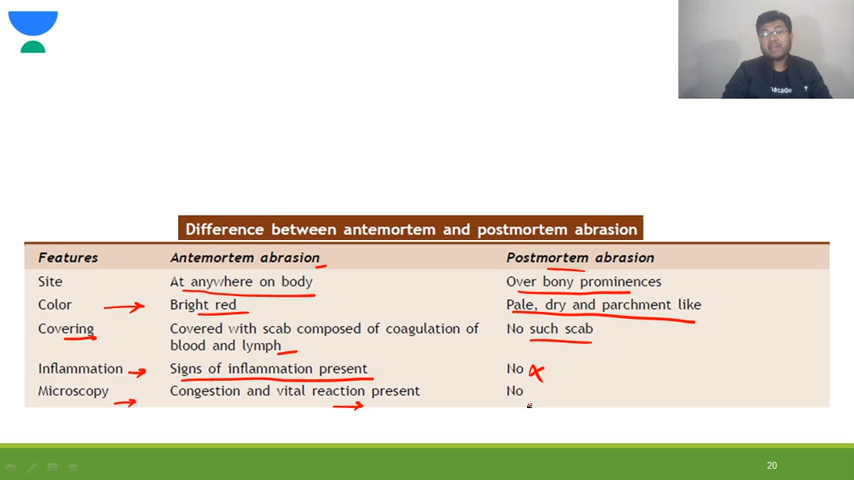 Difference between antemortem and postmortem abrasion
Features Antemortem abrasion Postmortem abrasion
Site At anywhere on body Over bony prominences
Color Bright red Pale, dry and parchment like
Covering Covered with scab composed of coagulation of No such scab
blood and lymph
Inflammation Signs of inflammation present No
Microscopy Congestion and vital reaction present No
20